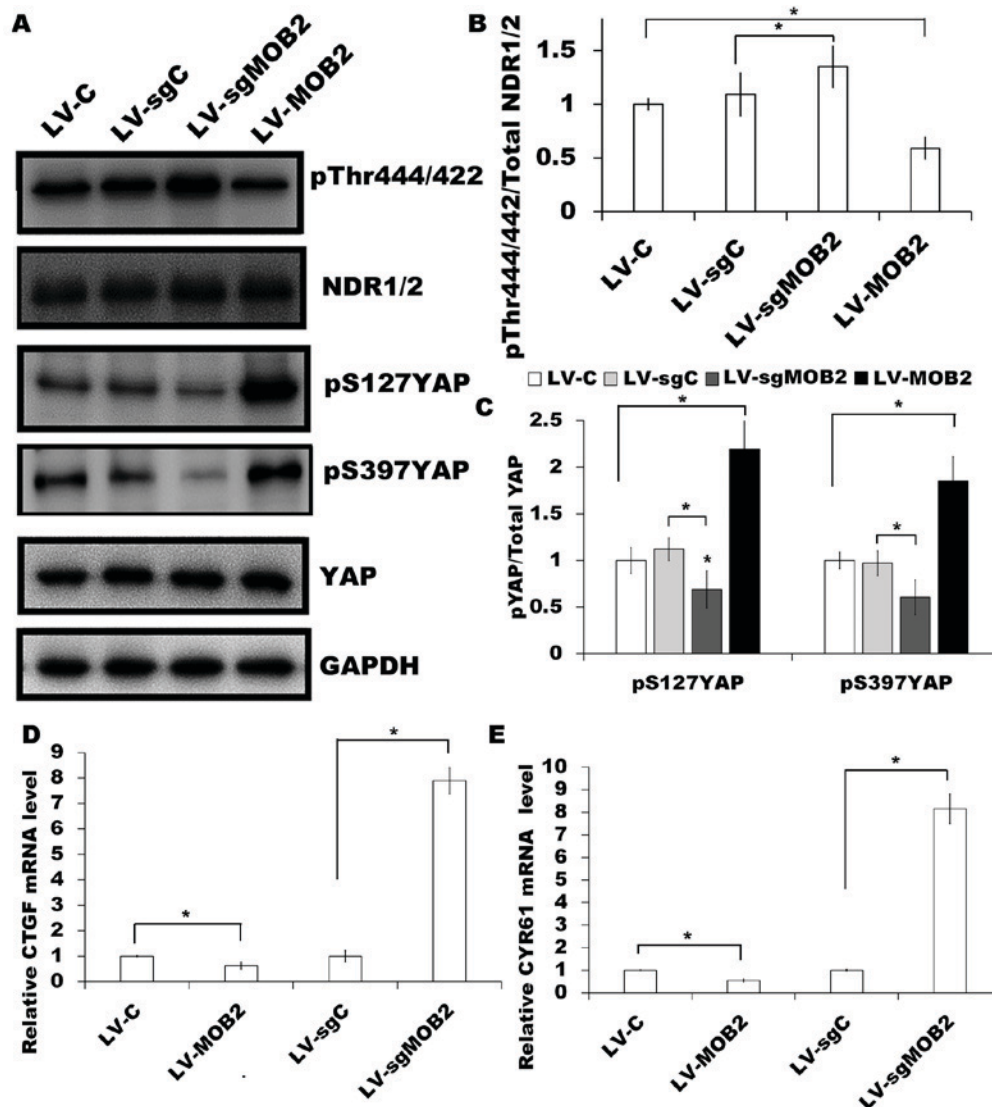 A
LV-C
LV-sgC
LV-sgMOB2
LV-MOB2
pThr444/422
NDR1/2
pS127YAP
pS397YAP
YAP
GAPDH
B
pThr444/442/Total NDR1/2
*
*
1.5
1
0.5
0
LV-C
LV-sgC
LV-sgMOB2
LV-MOB2
LV-C LV-sgC LV-sgMOB2 LV-MOB2
C
pYAP/Total YAP
2.5
2
1.5
1
0.5
0
*
*
*
*
*
pS127YAP
pS397YAP
D
Relative CTGF mRNA level
9
8
7
6
5
4
3
2
1
0
*
*
LV-C
LV-MOB2
LV-sgC
LV-sgMOB2
E
Relative CYR61 mRNA level
10
9
8
7
6
5
4
3
2
1
0
*
*
LV-C
LV-MOB2
LV-sgC
LV-sgMOB2